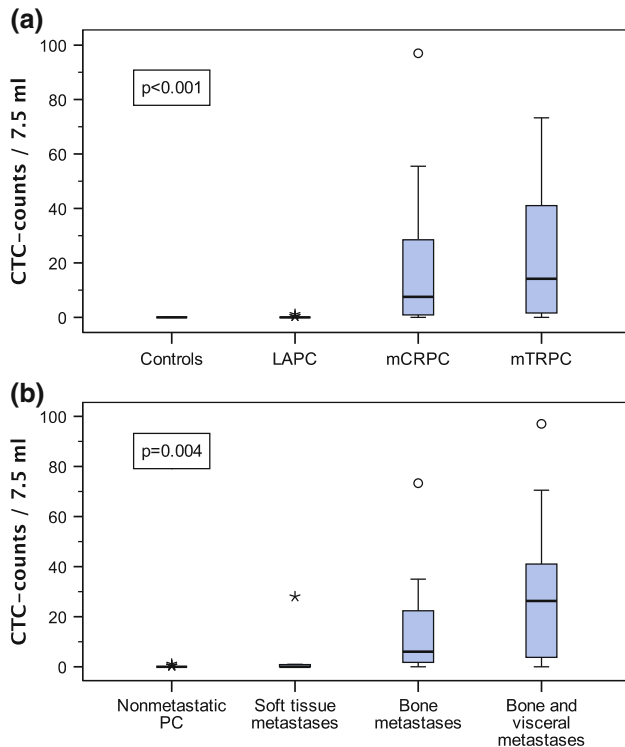 (a)
100
80
60
40
20
0
CTC-counts / 7.5 ml
p<0.001
Controls
LAPC
mCRPC
mTRPC
(b)
100
80
60
40
20
0
CTC-counts / 7.5 ml
p=0.004
Nonmetastatic
PC
Soft tissue
metastases
Bone
metastases
Bone and
visceral
metastases